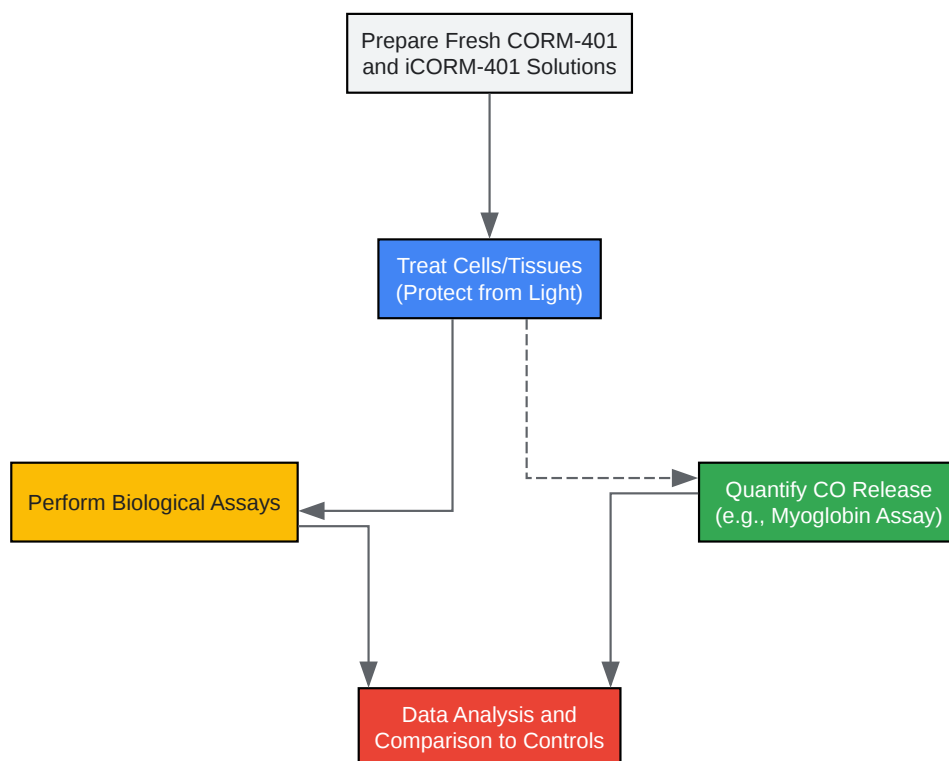 Prepare Fresh CORM-401
and iCORM-401 Solutions
Treat Cells/Tissues
(Protect from Light)
Perform Biological Assays
Quantify CO Release
(e.g., Myoglobin Assay)
Data Analysis and
Comparison to Controls